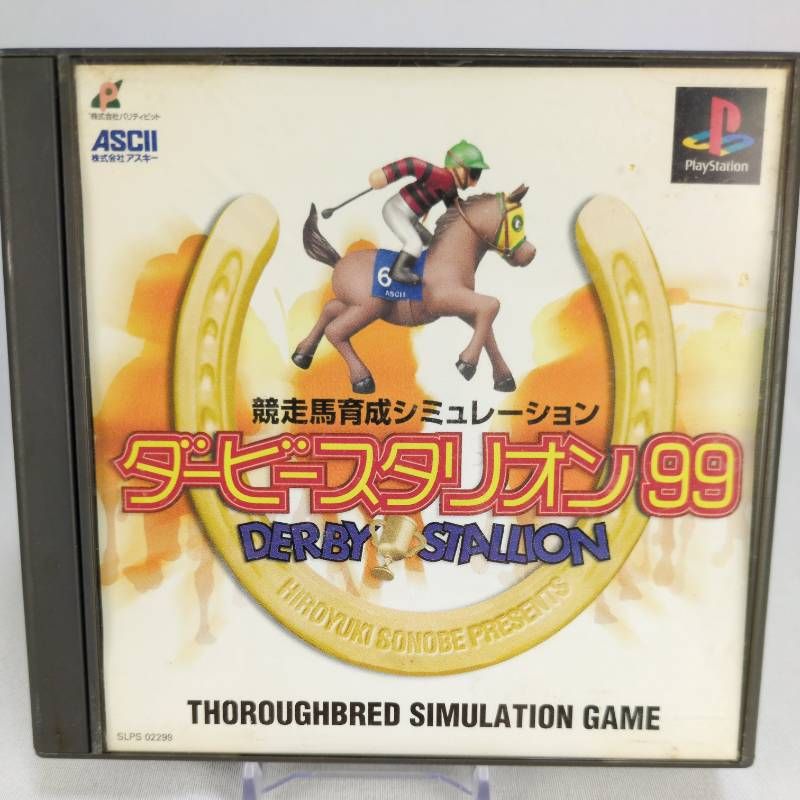 株式会社パリティビット
ASCII
株式会社アスキー
PlayStation
6
ASCII
競走馬育成シミュレーション
ダービースタリオン99
DERBY STALLION
HIROYUKI SONOBE PRESENTS
THOROUGHBRED SIMULATION GAME
SLPS 02299